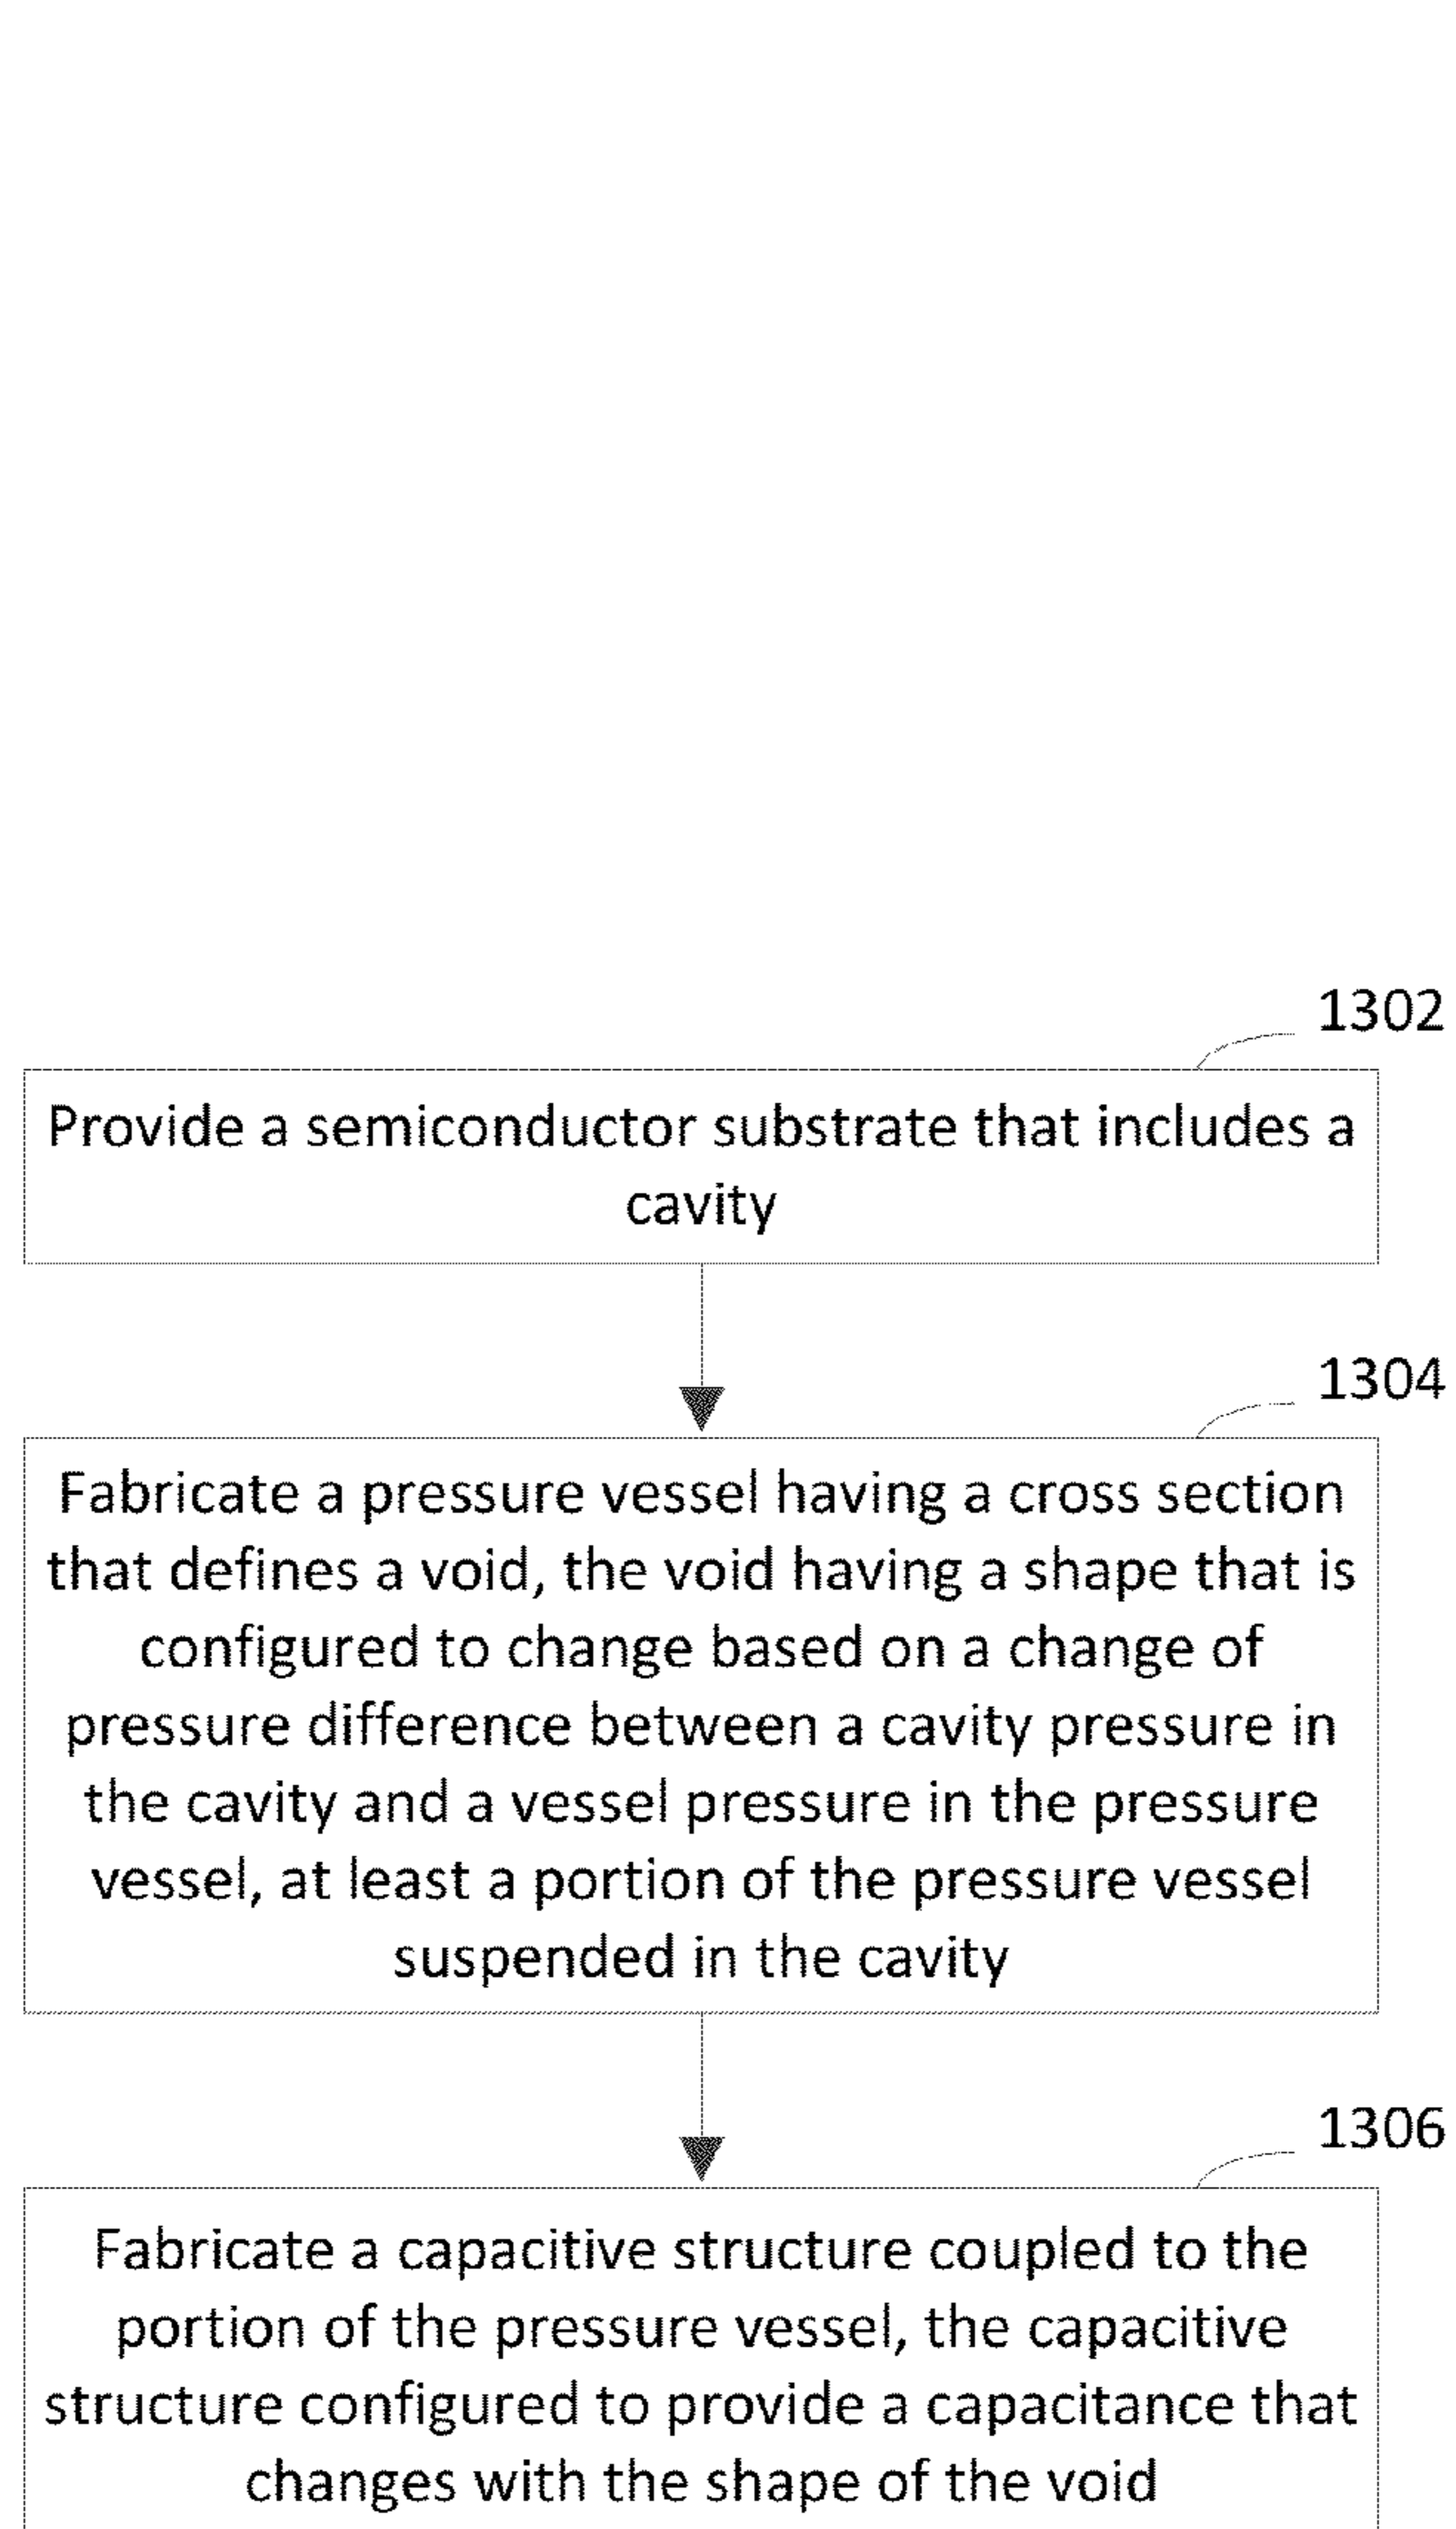 1302
Provide a semiconductor substrate that includes a
cavity
1304
Fabricate a pressure vessel having a cross section
that defines a void, the void having a shape that is
configured to change based on a change of
pressure difference between a cavity pressure in
the cavity and a vessel pressure in the pressure
vessel, at least a portion of the pressure vessel
suspended in the cavity
1306
Fabricate a capacitive structure coupled to the
portion of the pressure vessel, the capacitive
structure configured to provide a capacitance that
changes with the shape of the void